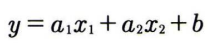 y = a₁x₁ + a₂x₂ + b